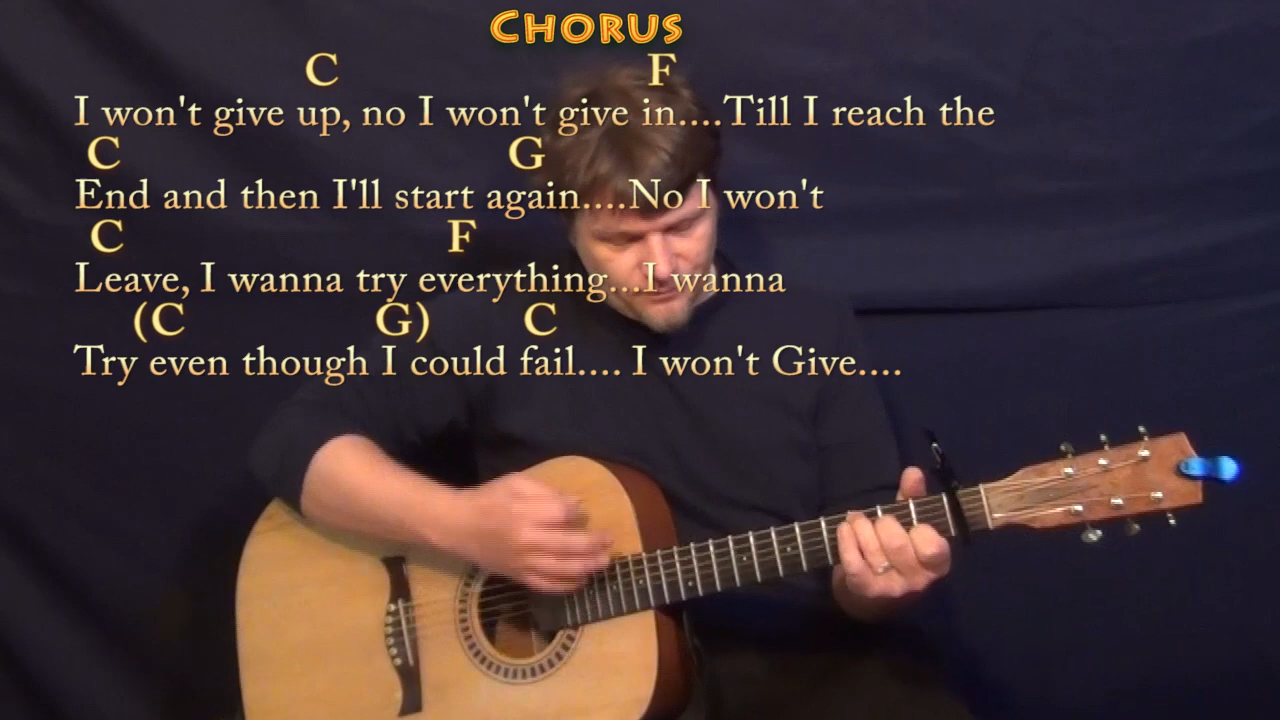 CHORUS
C F
I won't give up, no I won't give in....Till I reach the
C G
End and then I'll start again....No I won't
C F
Leave, I wanna try everything...I wanna
(C G) C
Try even though I could fail.... I won't Give....